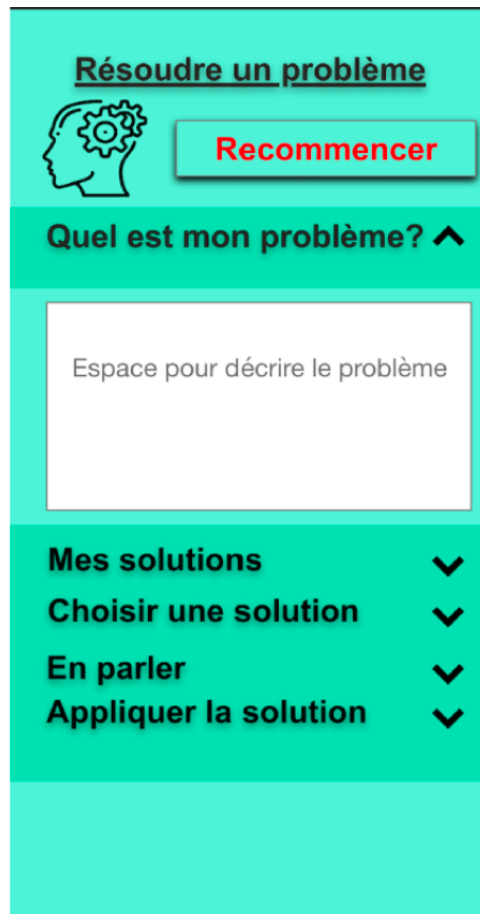 Résoudre un problème
Recommencer
Quel est mon problème?
Espace pour décrire le problème
Mes solutions
Choisir une solution
En parler
Appliquer la solution